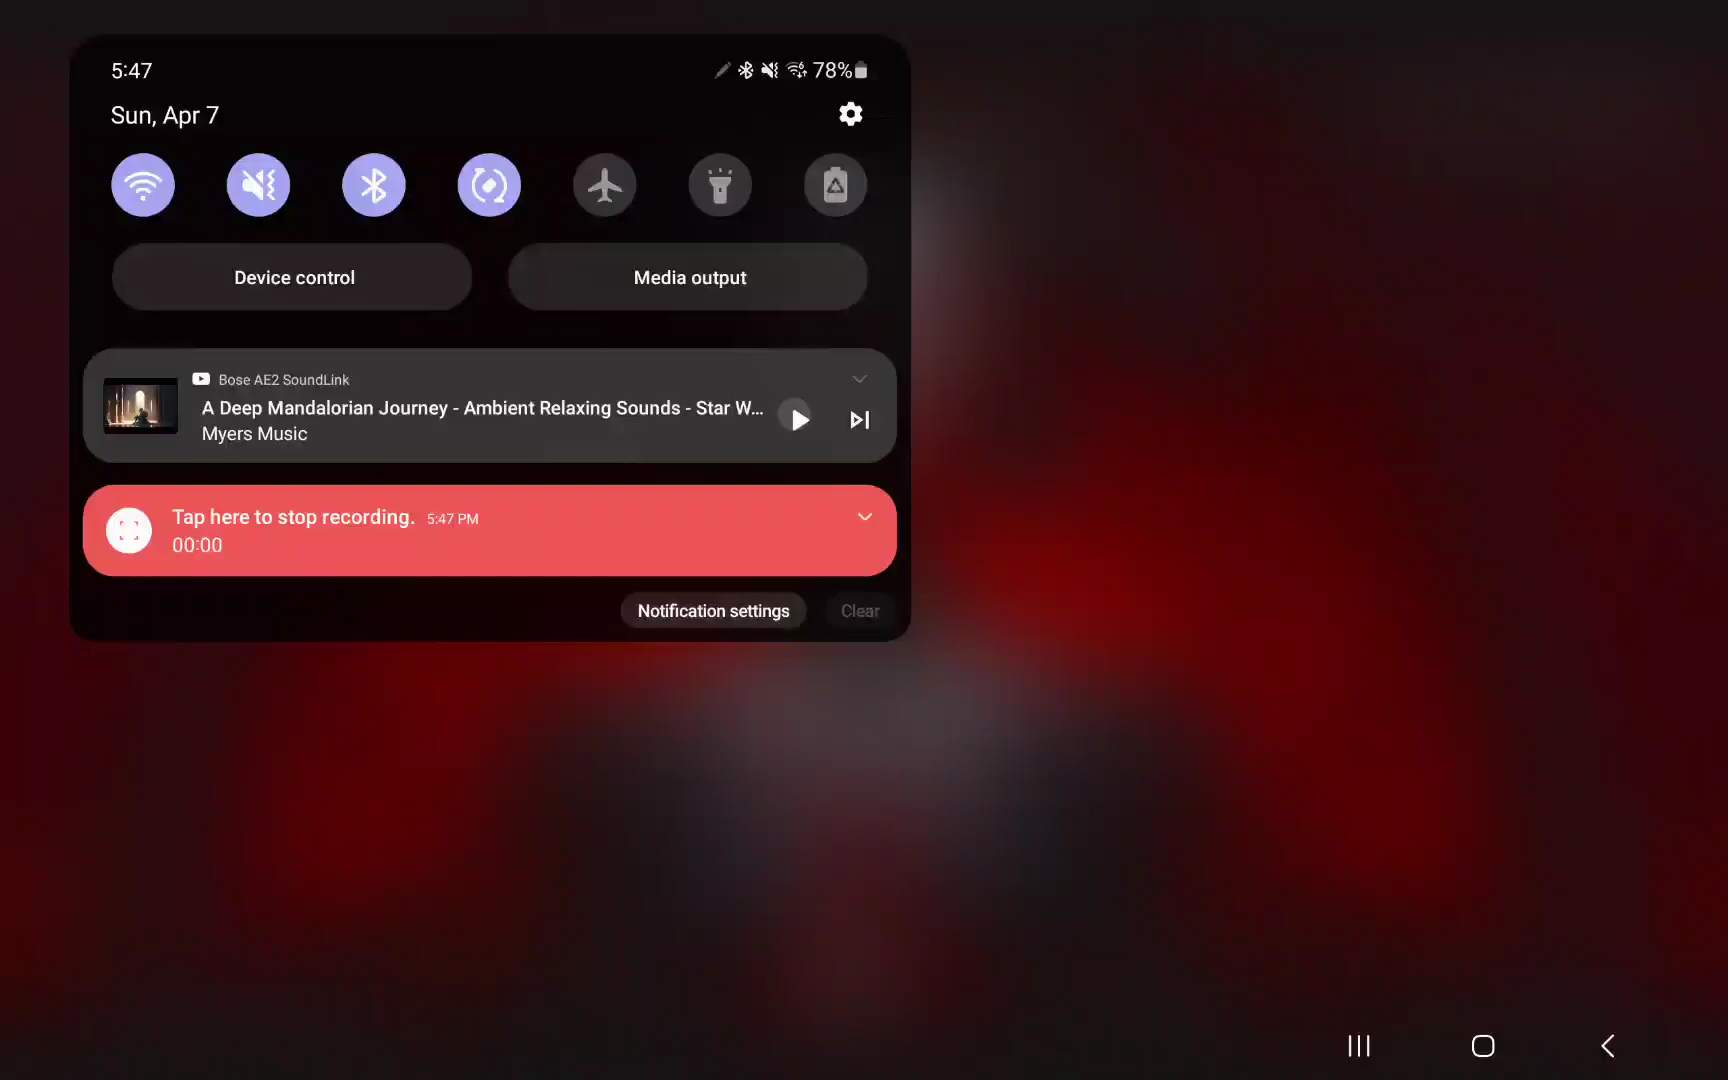 5:47
78%
Sun, Apr 7
Device control
Media output
Bose AE2 SoundLink
A Deep Mandalorian Journey - Ambient Relaxing Sounds - Star W...
Myers Music
Tap here to stop recording. 5:47 PM
00:00
Notification settings
Clear